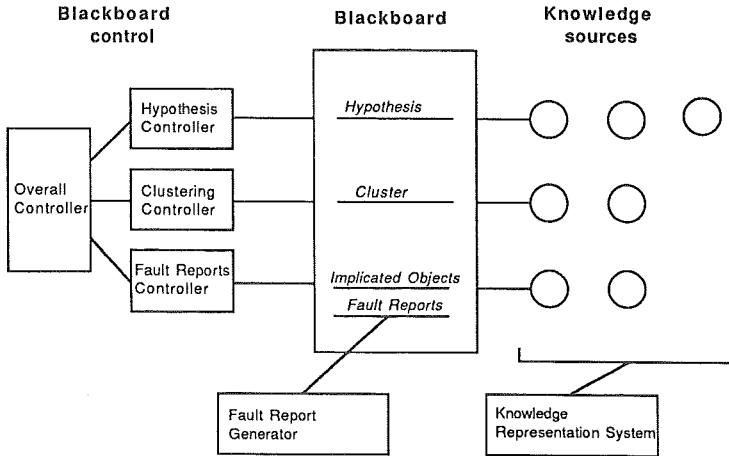 Blackboard
control
Blackboard
Knowledge
sources
Hypothesis
Controller
Hypothesis
Overall
Controller
Clustering
Controller
Cluster
Fault Reports
Controller
Implicated Objects
Fault Reports
Fault Report
Generator
Knowledge
Representation System